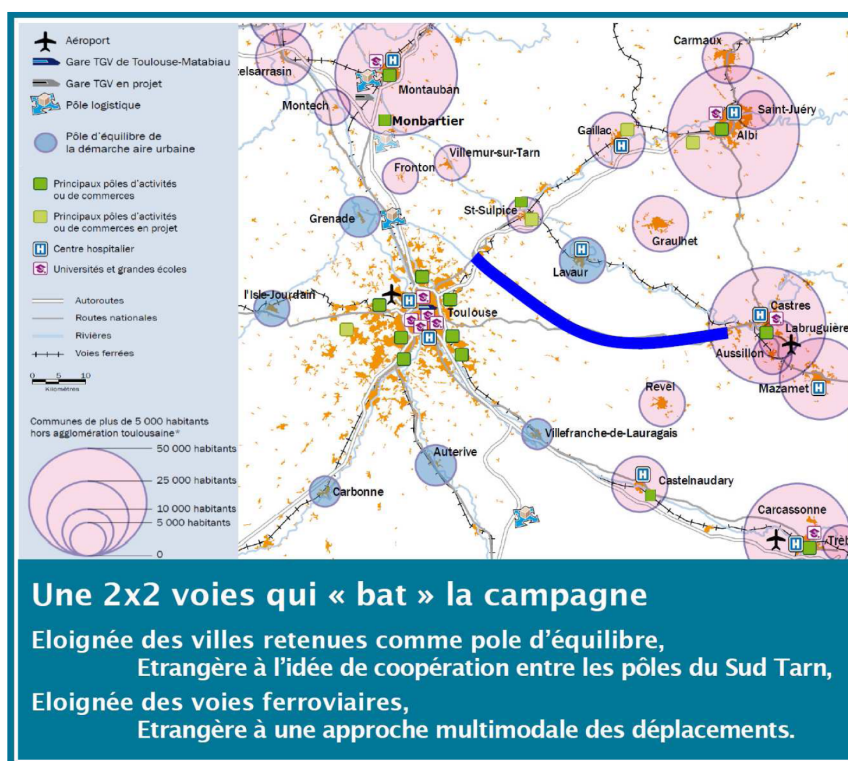 Aéroport
Gare TGV de Toulouse-Matabiau
Gare TGV en projet
Pôle logistique
Pôle d'équilibre de
la démarche aire urbaine
Principaux pôles d'activités
ou de commerces
Principaux pôles d'activités
ou de commerces en projet
Centre hospitalier
Universités et grandes écoles
Autoroutes
Routes nationales
Rivières
Voies ferrées
0 5 10
Kilomètres
Communes de plus de 5 000 habitants
hors agglomération toulousaine*
50 000 habitants
25 000 habitants
10 000 habitants
5 000 habitants
0
telsarrasin
Montech
Montauban
Monbartier
Fronton
Villemur-sur-Tarn
Grenade
St-Sulpice
Gaillac
Carmaux
Saint-Juéry
Albi
Graulhet
Lavaur
l'Isle-Jourdain
Toulouse
Castres
Labruguière
Aussillon
Mazamet
Revel
Villefranche-de-Lauragais
Auterive
Carbonne
Castelnaudary
Carcassonne
Trèb
Une 2x2 voies qui « bat » la campagne
Eloignée des villes retenues comme pole d'équilibre,
Etrangère à l'idée de coopération entre les pôles du Sud Tarn,
Eloignée des voies ferroviaires,
Etrangère à une approche multimodale des déplacements.